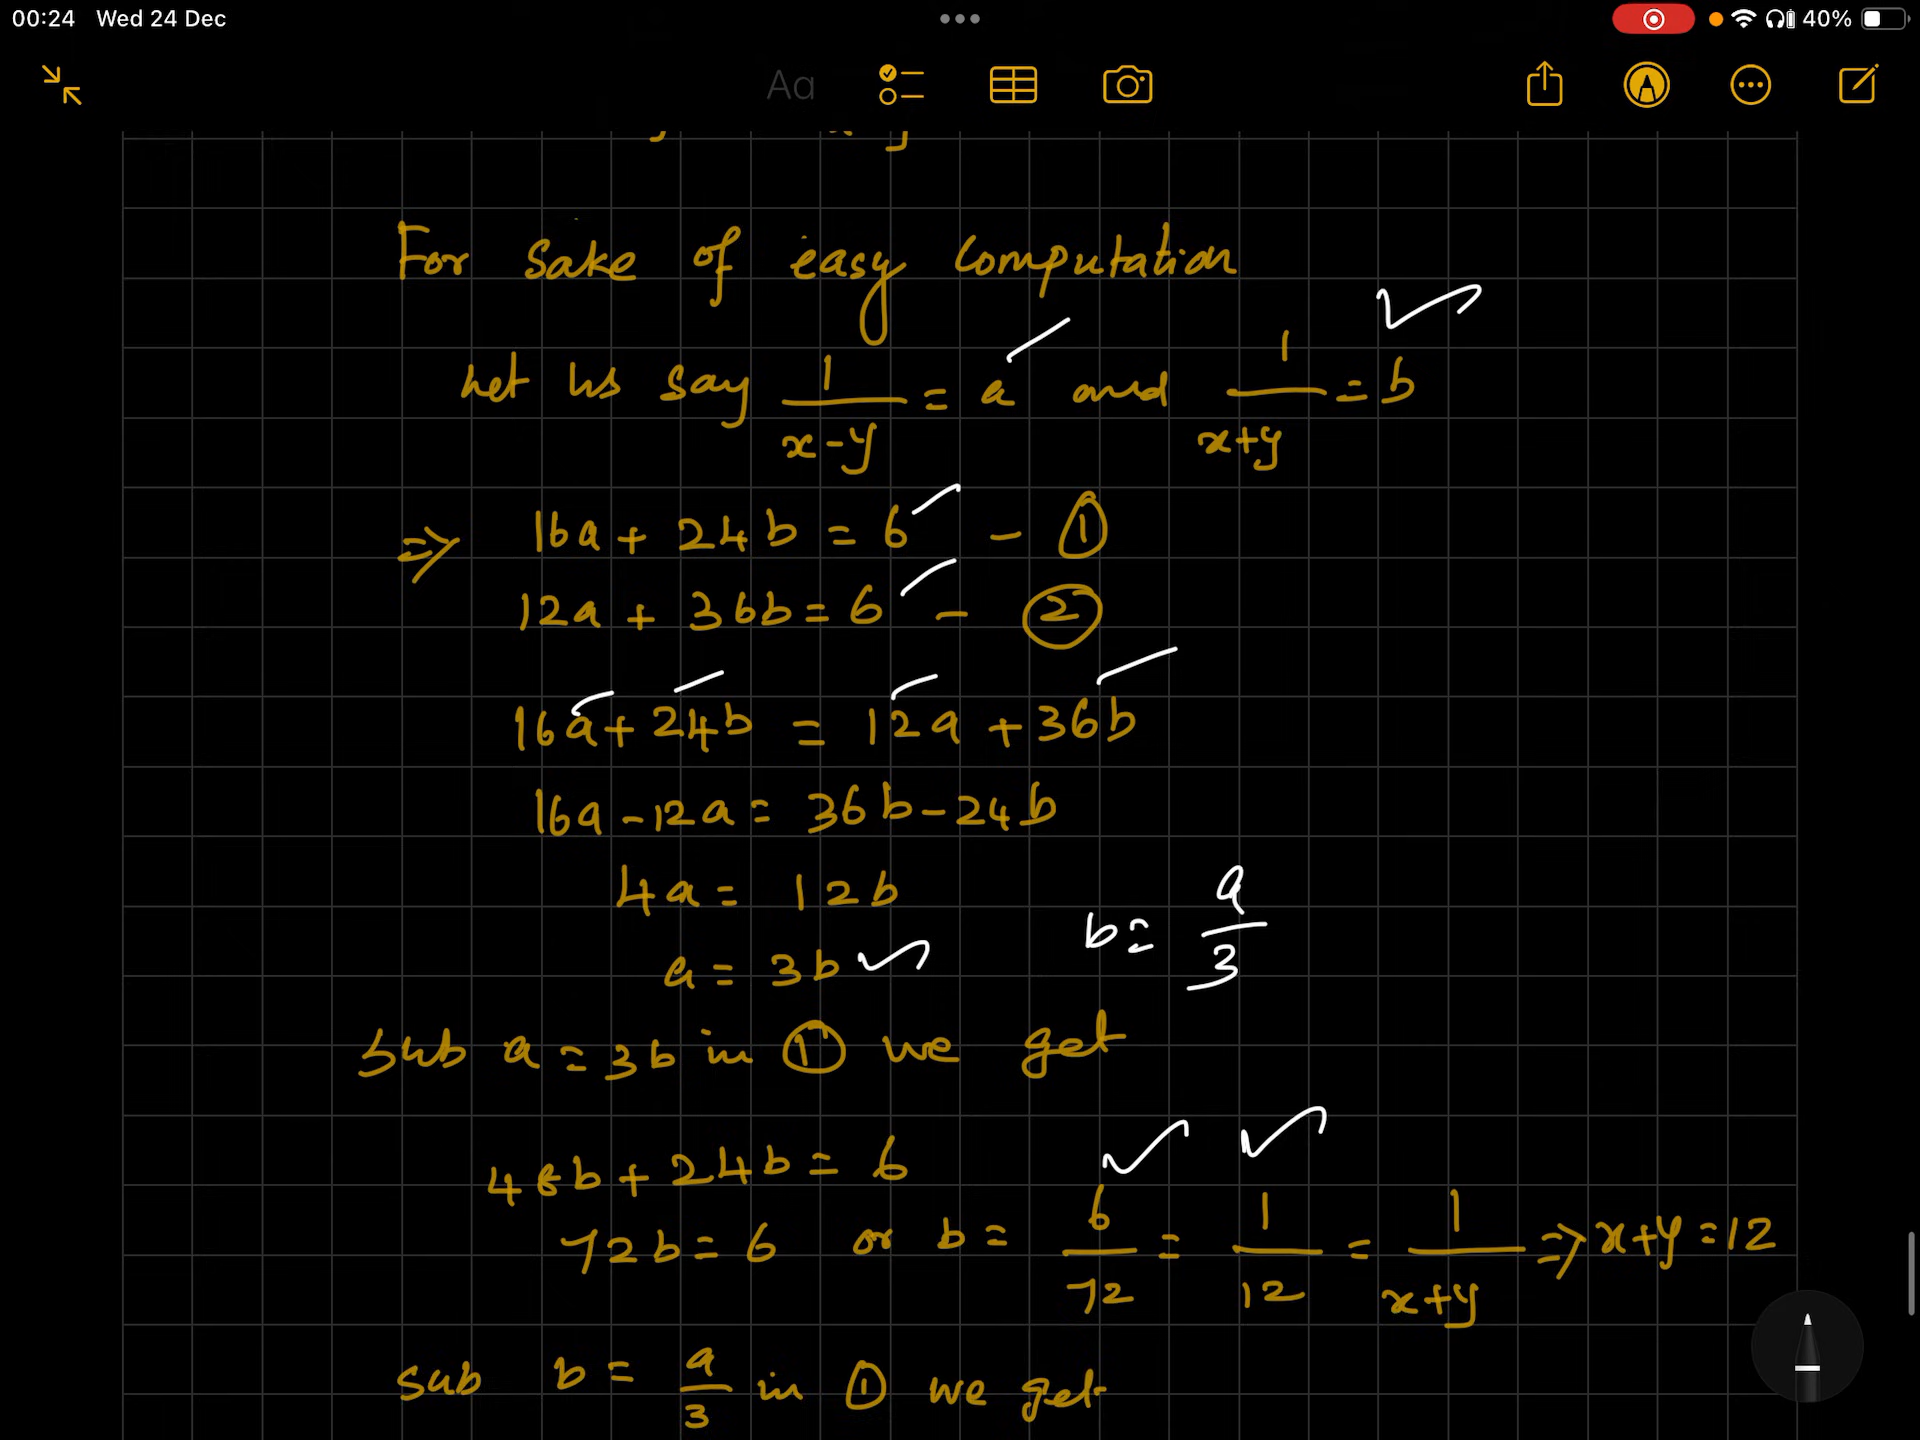 00:24 Wed 24 Dec 40%
Aa
For Sake of easy computation
Let us say 1/(x-y) = a and 1/(x+y) = b
⇒ 16a + 24b = 6 - ①
12a + 36b = 6 - ②
16a + 24b = 12a + 36b
16a - 12a = 36b - 24b
4a = 12b
a = 3b
b = a/3
Sub a = 3b in ① we get
48b + 24b = 6
72b = 6 or b = 6/72 = 1/12 = 1/(x+y) ⇒ x+y = 12
sub b = a/3 in ① we get